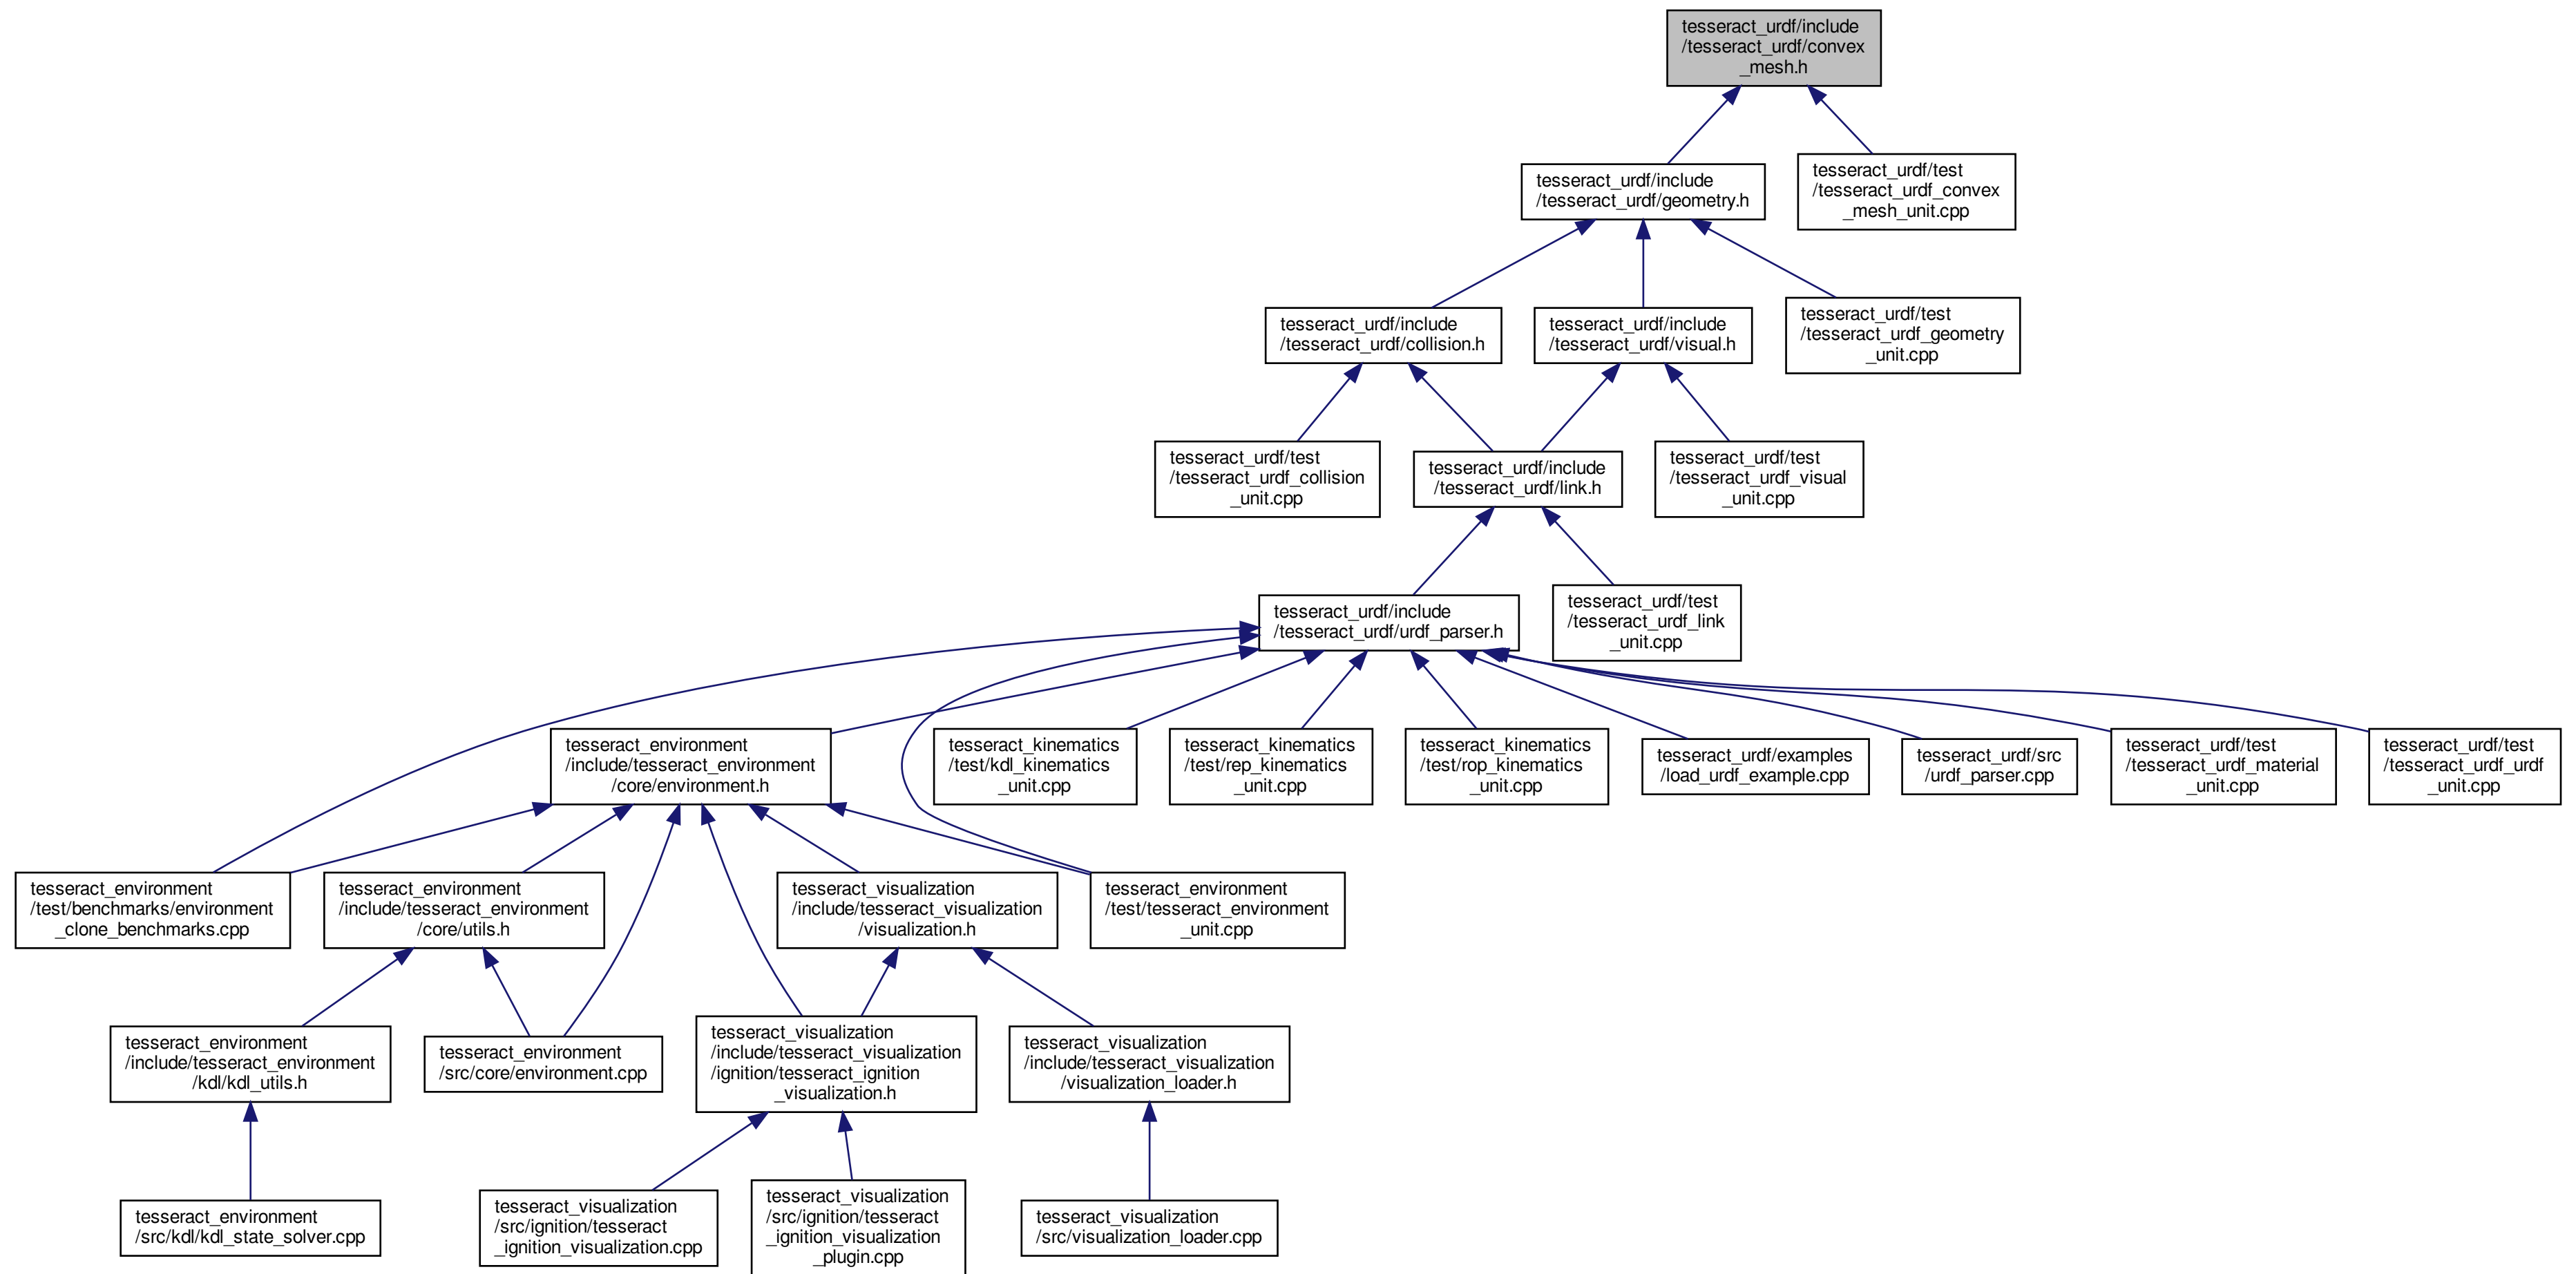 tesseract_urdf/include
/tesseract_urdf/convex
_mesh.h
tesseract_urdf/include
/tesseract_urdf/geometry.h
tesseract_urdf/test
/tesseract_urdf_convex
_mesh_unit.cpp
tesseract_urdf/include
/tesseract_urdf/collision.h
tesseract_urdf/include
/tesseract_urdf/visual.h
tesseract_urdf/test
/tesseract_urdf_geometry
_unit.cpp
tesseract_urdf/test
/tesseract_urdf_collision
_unit.cpp
tesseract_urdf/include
/tesseract_urdf/link.h
tesseract_urdf/test
/tesseract_urdf_visual
_unit.cpp
tesseract_urdf/include
/tesseract_urdf/urdf_parser.h
tesseract_urdf/test
/tesseract_urdf_link
_unit.cpp
tesseract_environment
/include/tesseract_environment
/core/environment.h
tesseract_kinematics
/test/kdl_kinematics
_unit.cpp
tesseract_kinematics
/test/rep_kinematics
_unit.cpp
tesseract_kinematics
/test/rop_kinematics
_unit.cpp
tesseract_urdf/examples
/load_urdf_example.cpp
tesseract_urdf/src
/urdf_parser.cpp
tesseract_urdf/test
/tesseract_urdf_material
_unit.cpp
tesseract_urdf/test
/tesseract_urdf_urdf
_unit.cpp
tesseract_environment
/test/benchmarks/environment
_clone_benchmarks.cpp
tesseract_environment
/include/tesseract_environment
/core/utils.h
tesseract_visualization
/include/tesseract_visualization
/visualization.h
tesseract_environment
/test/tesseract_environment
_unit.cpp
tesseract_environment
/include/tesseract_environment
/kdl/kdl_utils.h
tesseract_environment
/src/core/environment.cpp
tesseract_visualization
/include/tesseract_visualization
/ignition/tesseract_ignition
_visualization.h
tesseract_visualization
/include/tesseract_visualization
/visualization_loader.h
tesseract_environment
/src/kdl/kdl_state_solver.cpp
tesseract_visualization
/src/ignition/tesseract
_ignition_visualization.cpp
tesseract_visualization
/src/ignition/tesseract
_ignition_visualization
_plugin.cpp
tesseract_visualization
/src/visualization_loader.cpp